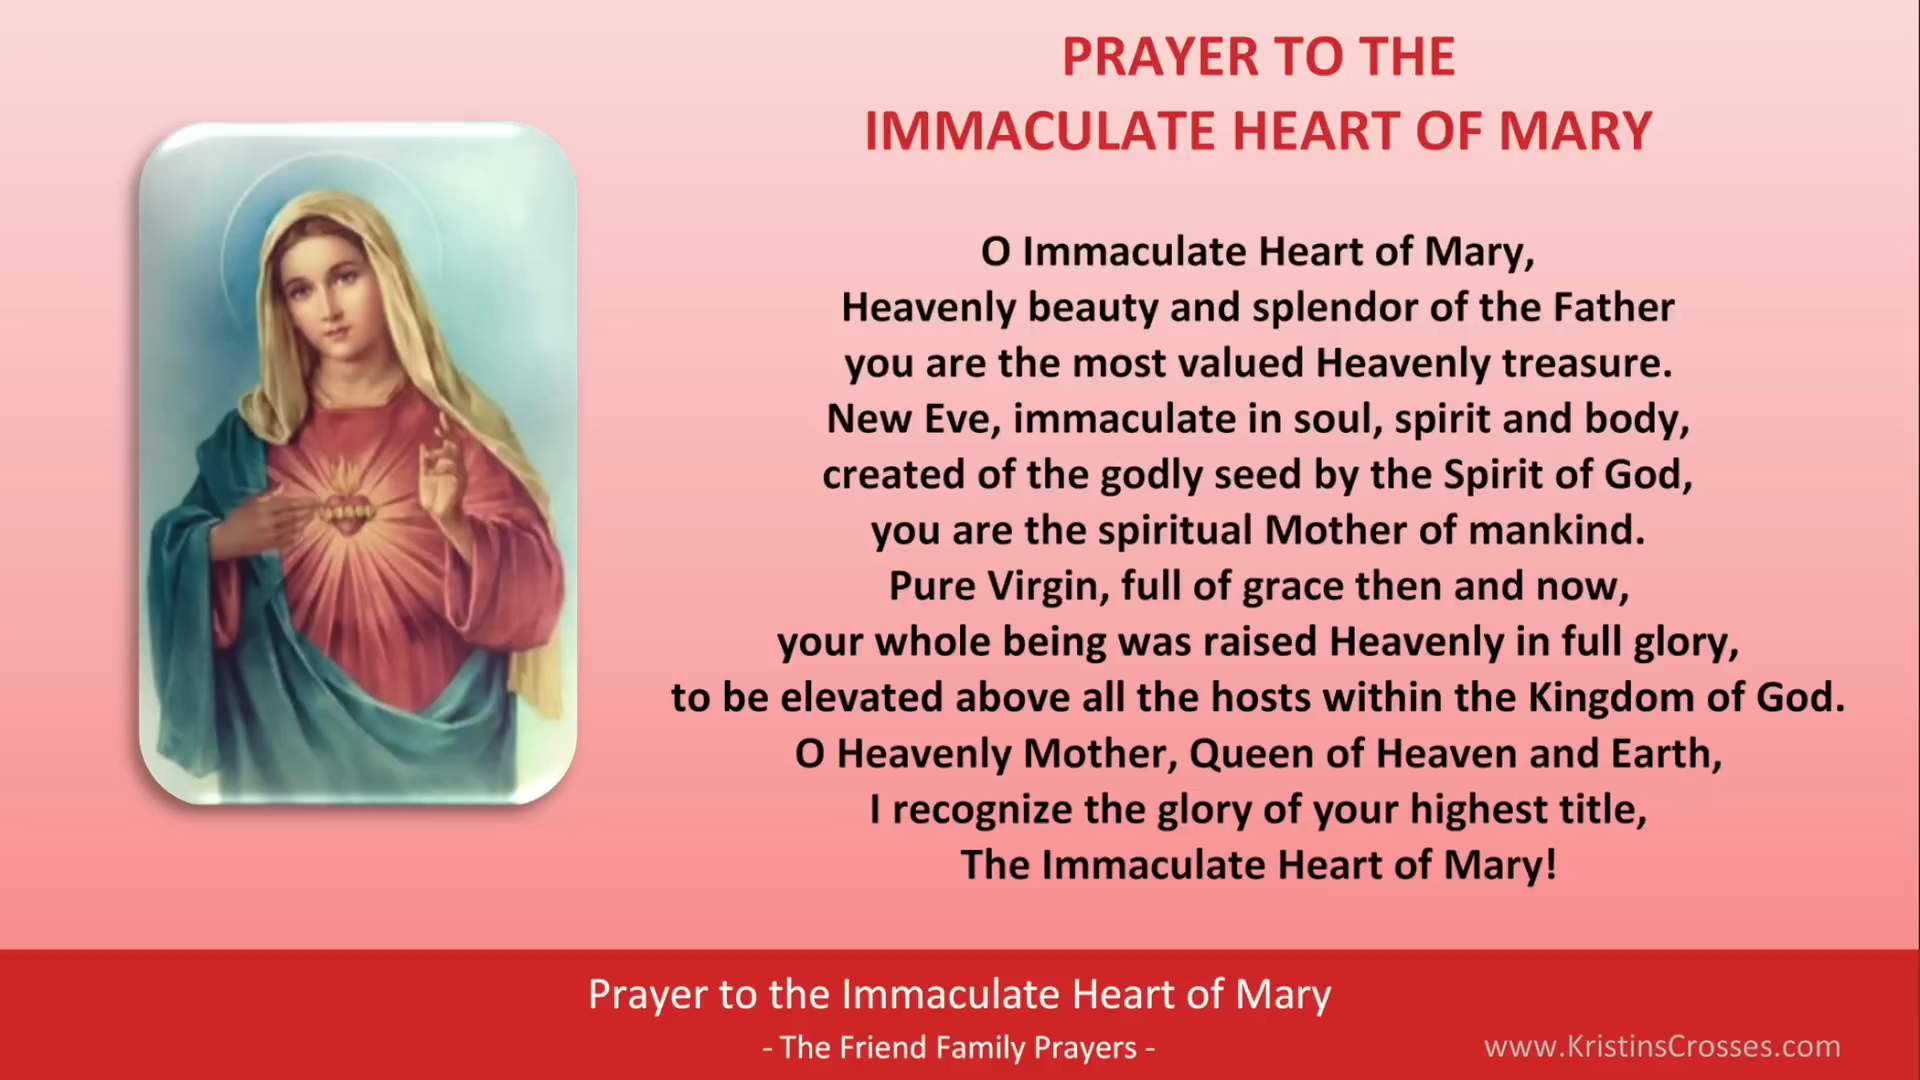 PRAYER TO THE
IMMACULATE HEART OF MARY
O Immaculate Heart of Mary,
Heavenly beauty and splendor of the Father
you are the most valued Heavenly treasure.
New Eve, immaculate in soul, spirit and body,
created of the godly seed by the Spirit of God,
you are the spiritual Mother of mankind.
Pure Virgin, full of grace then and now,
your whole being was raised Heavenly in full glory,
to be elevated above all the hosts within the Kingdom of God.
O Heavenly Mother, Queen of Heaven and Earth,
I recognize the glory of your highest title,
The Immaculate Heart of Mary!
Prayer to the Immaculate Heart of Mary
- The Friend Family Prayers -
www.KristinsCrosses.com